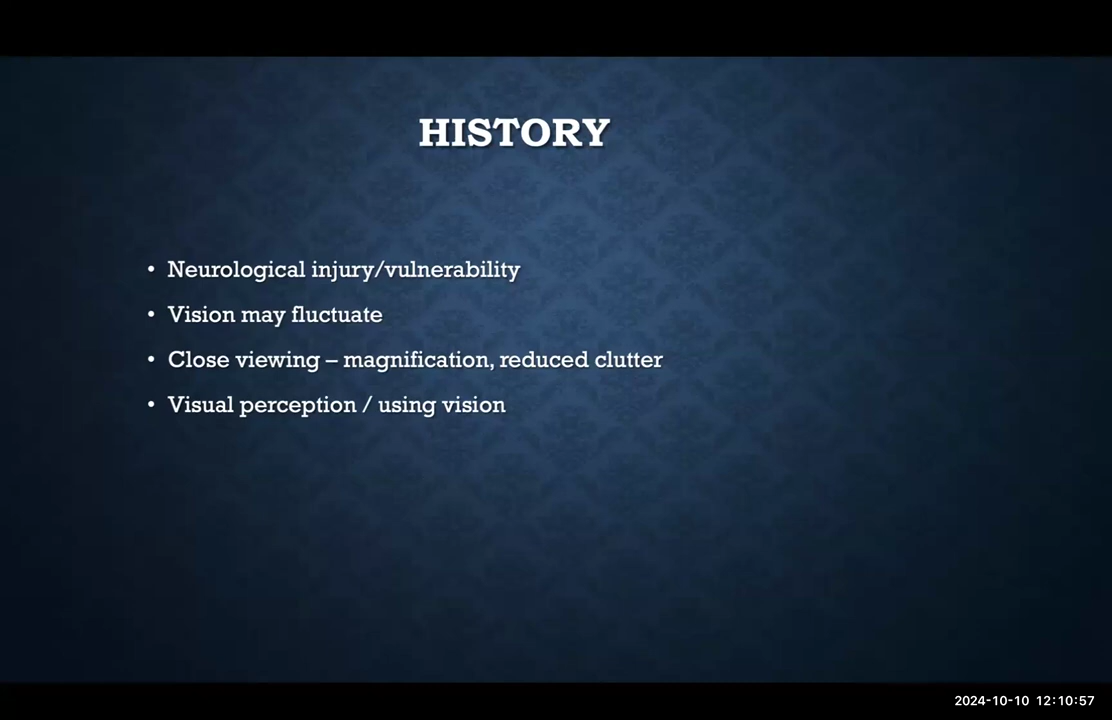 HISTORY
• Neurological injury/vulnerability
• Vision may fluctuate
• Close viewing – magnification, reduced clutter
• Visual perception / using vision
2024-10-10 12:10:57